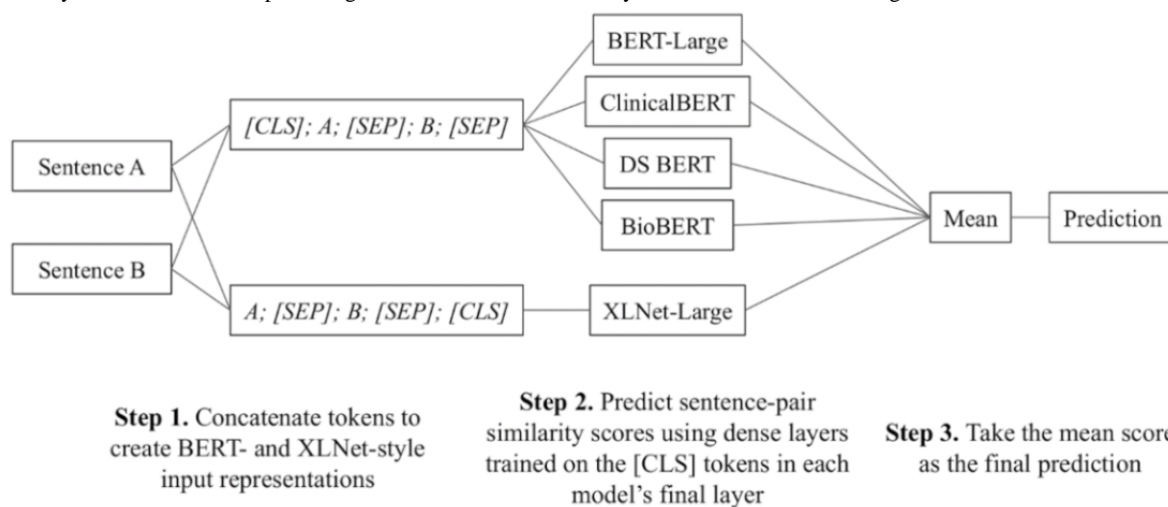 BERT-Large
ClinicalBERT
[CLS]; A; [SEP]; B; [SEP]
Sentence A
DS BERT
BioBERT
Mean
Prediction
Sentence B
A; [SEP]; B; [SEP]; [CLS]
XLNet-Large
Step 1. Concatenate tokens to
create BERT- and XLNet-style
input representations
Step 2. Predict sentence-pair
similarity scores using dense layers
trained on the [CLS] tokens in each
model's final layer
Step 3. Take the mean score
as the final prediction